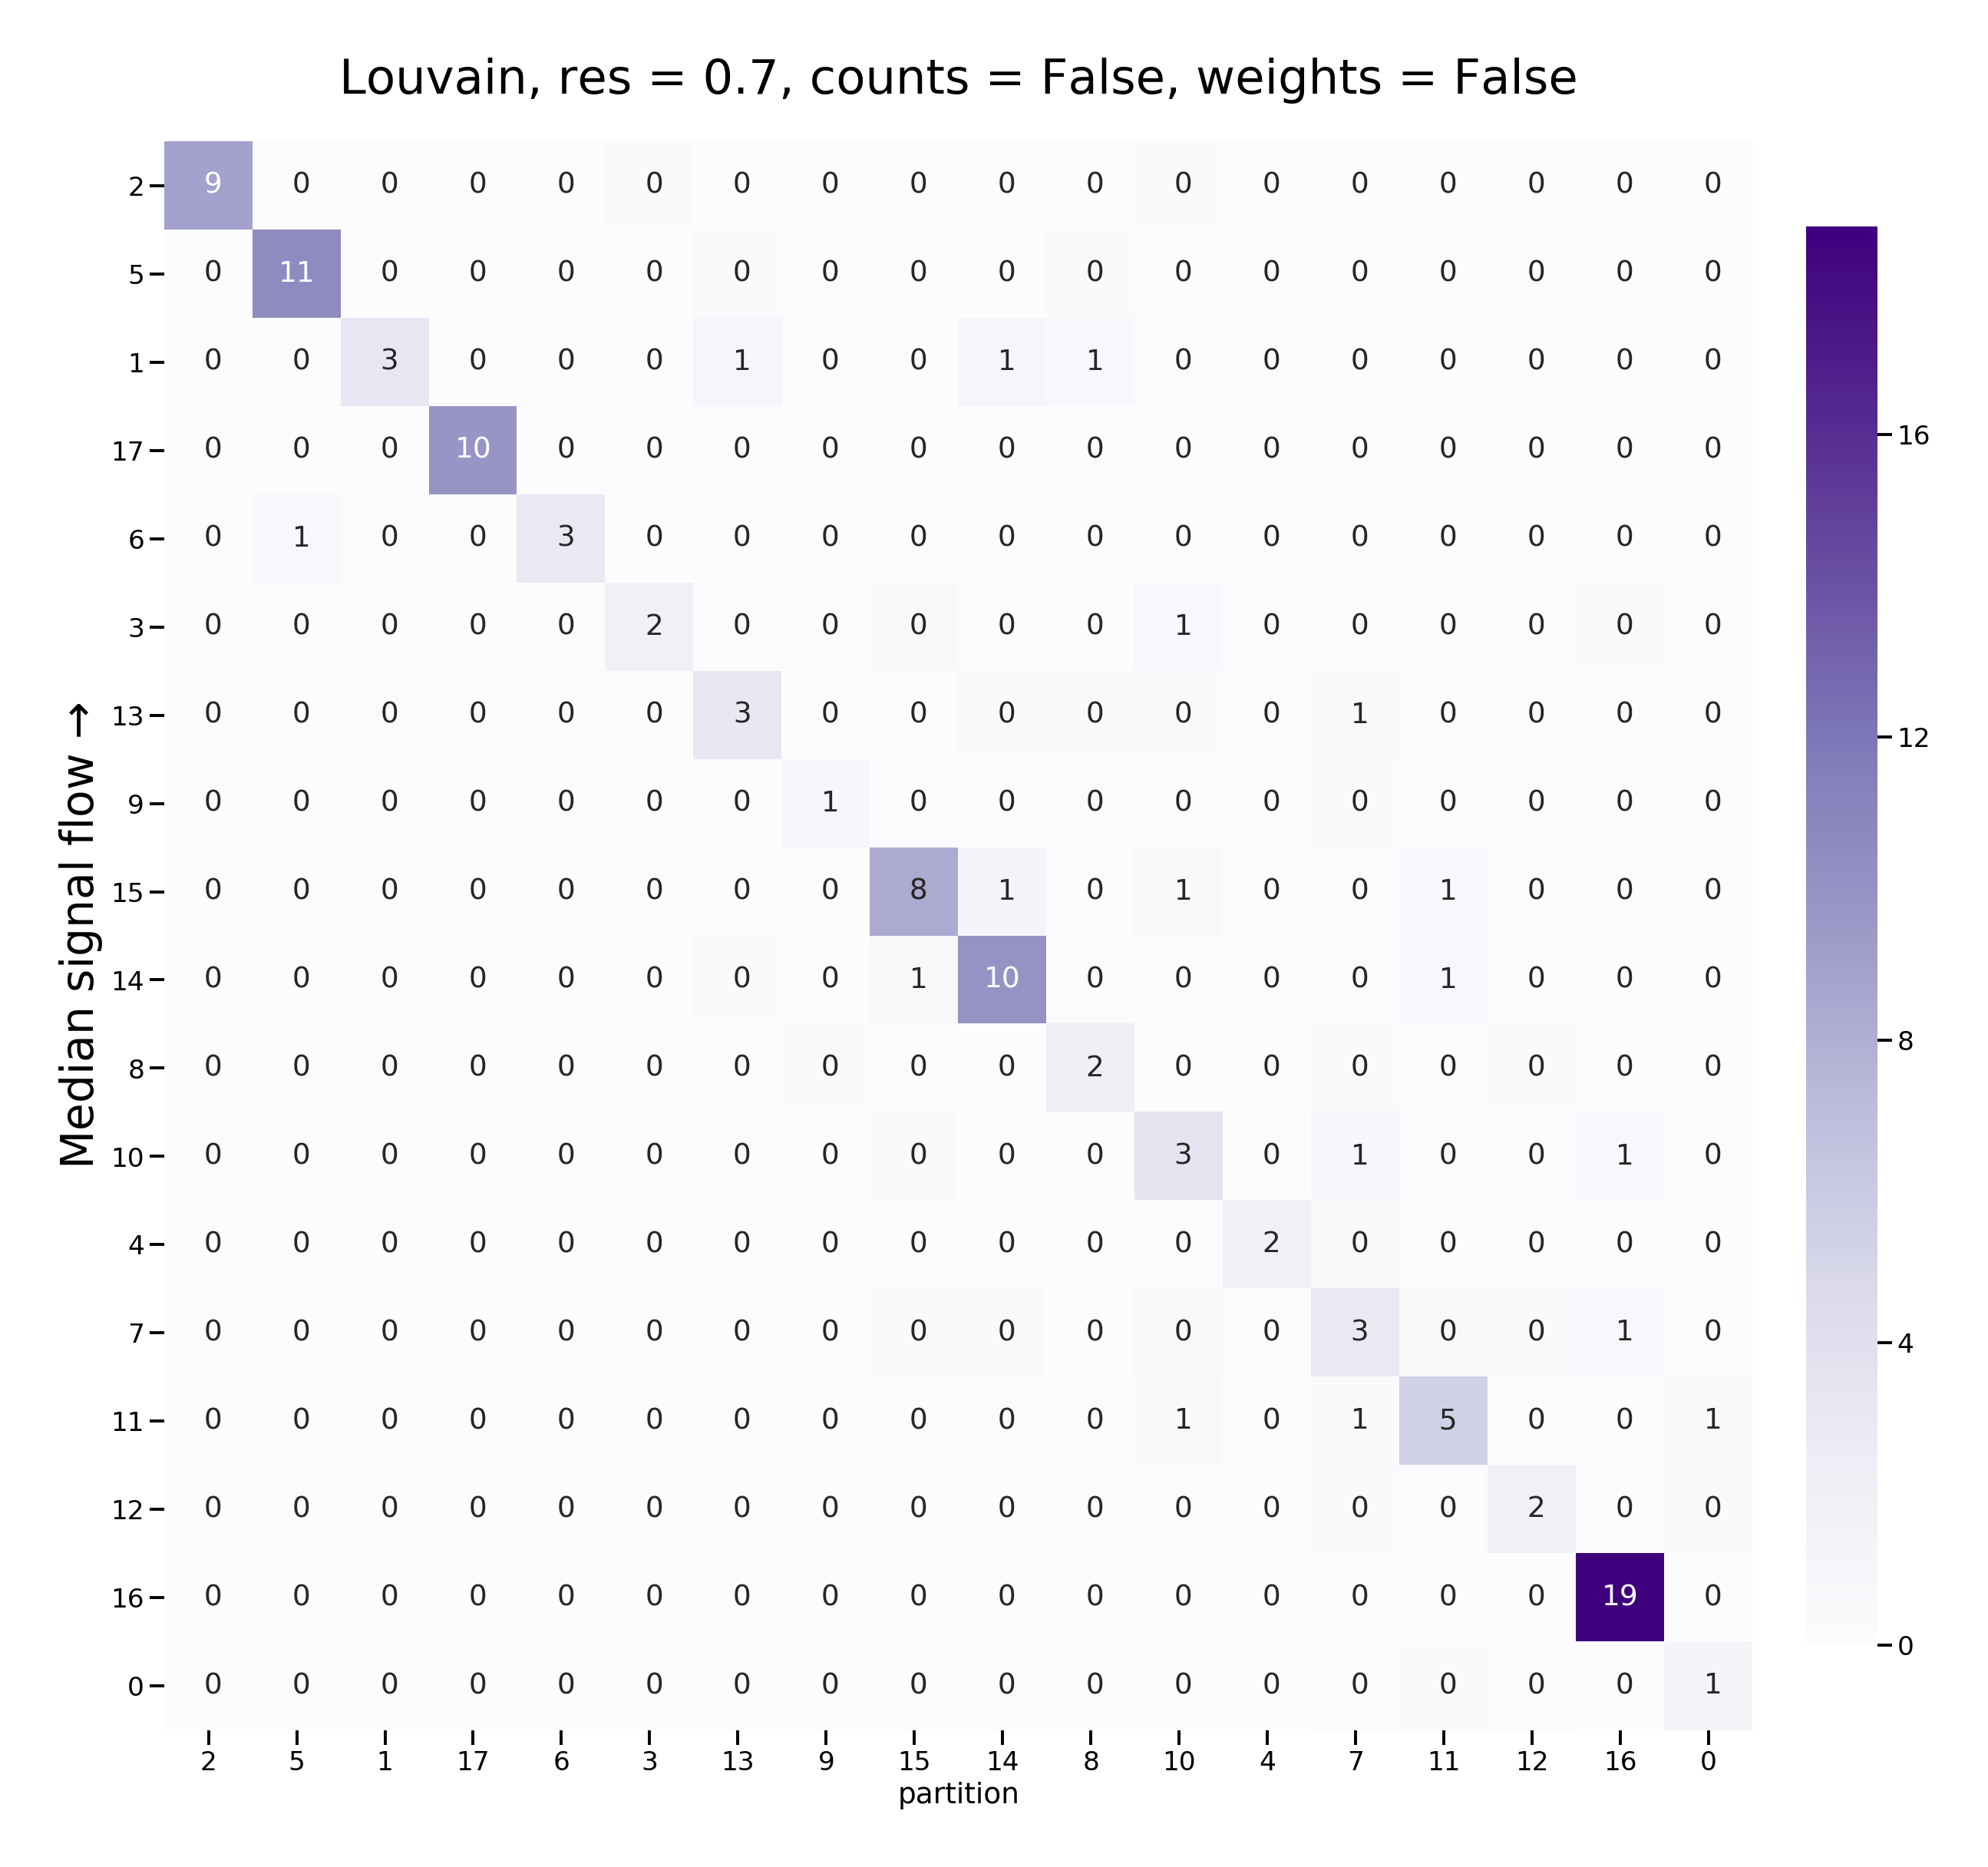 Louvain, res = 0.7, counts = False, weights = False
Median signal flow →
2 9 0 0 0 0 0 0 0 0 0 0 0 0 0 0 0 0 0
5 0 11 0 0 0 0 0 0 0 0 0 0 0 0 0 0 0 0
1 0 0 3 0 0 0 1 0 0 1 1 0 0 0 0 0 0 0
17 0 0 0 10 0 0 0 0 0 0 0 0 0 0 0 0 0 0
6 0 1 0 0 3 0 0 0 0 0 0 0 0 0 0 0 0 0
3 0 0 0 0 0 2 0 0 0 0 0 1 0 0 0 0 0 0
13 0 0 0 0 0 0 3 0 0 0 0 0 0 1 0 0 0 0
9 0 0 0 0 0 0 0 1 0 0 0 0 0 0 0 0 0 0
15 0 0 0 0 0 0 0 0 8 1 0 1 0 0 1 0 0 0
14 0 0 0 0 0 0 0 0 1 10 0 0 0 0 1 0 0 0
8 0 0 0 0 0 0 0 0 0 0 2 0 0 0 0 0 0 0
10 0 0 0 0 0 0 0 0 0 0 0 3 0 1 0 0 1 0
4 0 0 0 0 0 0 0 0 0 0 0 0 2 0 0 0 0 0
7 0 0 0 0 0 0 0 0 0 0 0 0 0 3 0 0 1 0
11 0 0 0 0 0 0 0 0 0 0 0 1 0 1 5 0 0 1
12 0 0 0 0 0 0 0 0 0 0 0 0 0 0 0 2 0 0
16 0 0 0 0 0 0 0 0 0 0 0 0 0 0 0 0 19 0
0 0 0 0 0 0 0 0 0 0 0 0 0 0 0 0 0 0 1
2 5 1 17 6 3 13 9 15 14 8 10 4 7 11 12 16 0
partition
16
12
8
4
0